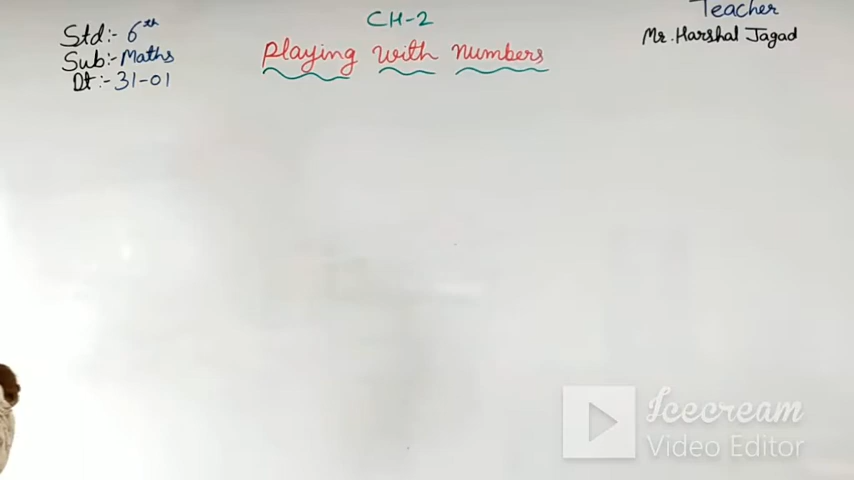 Std:- 6th
Sub:- Maths
Dt:- 31-01
CH-2
Playing with Numbers
Teacher
Mr. Harshal Jagad
Icecream
Video Editor